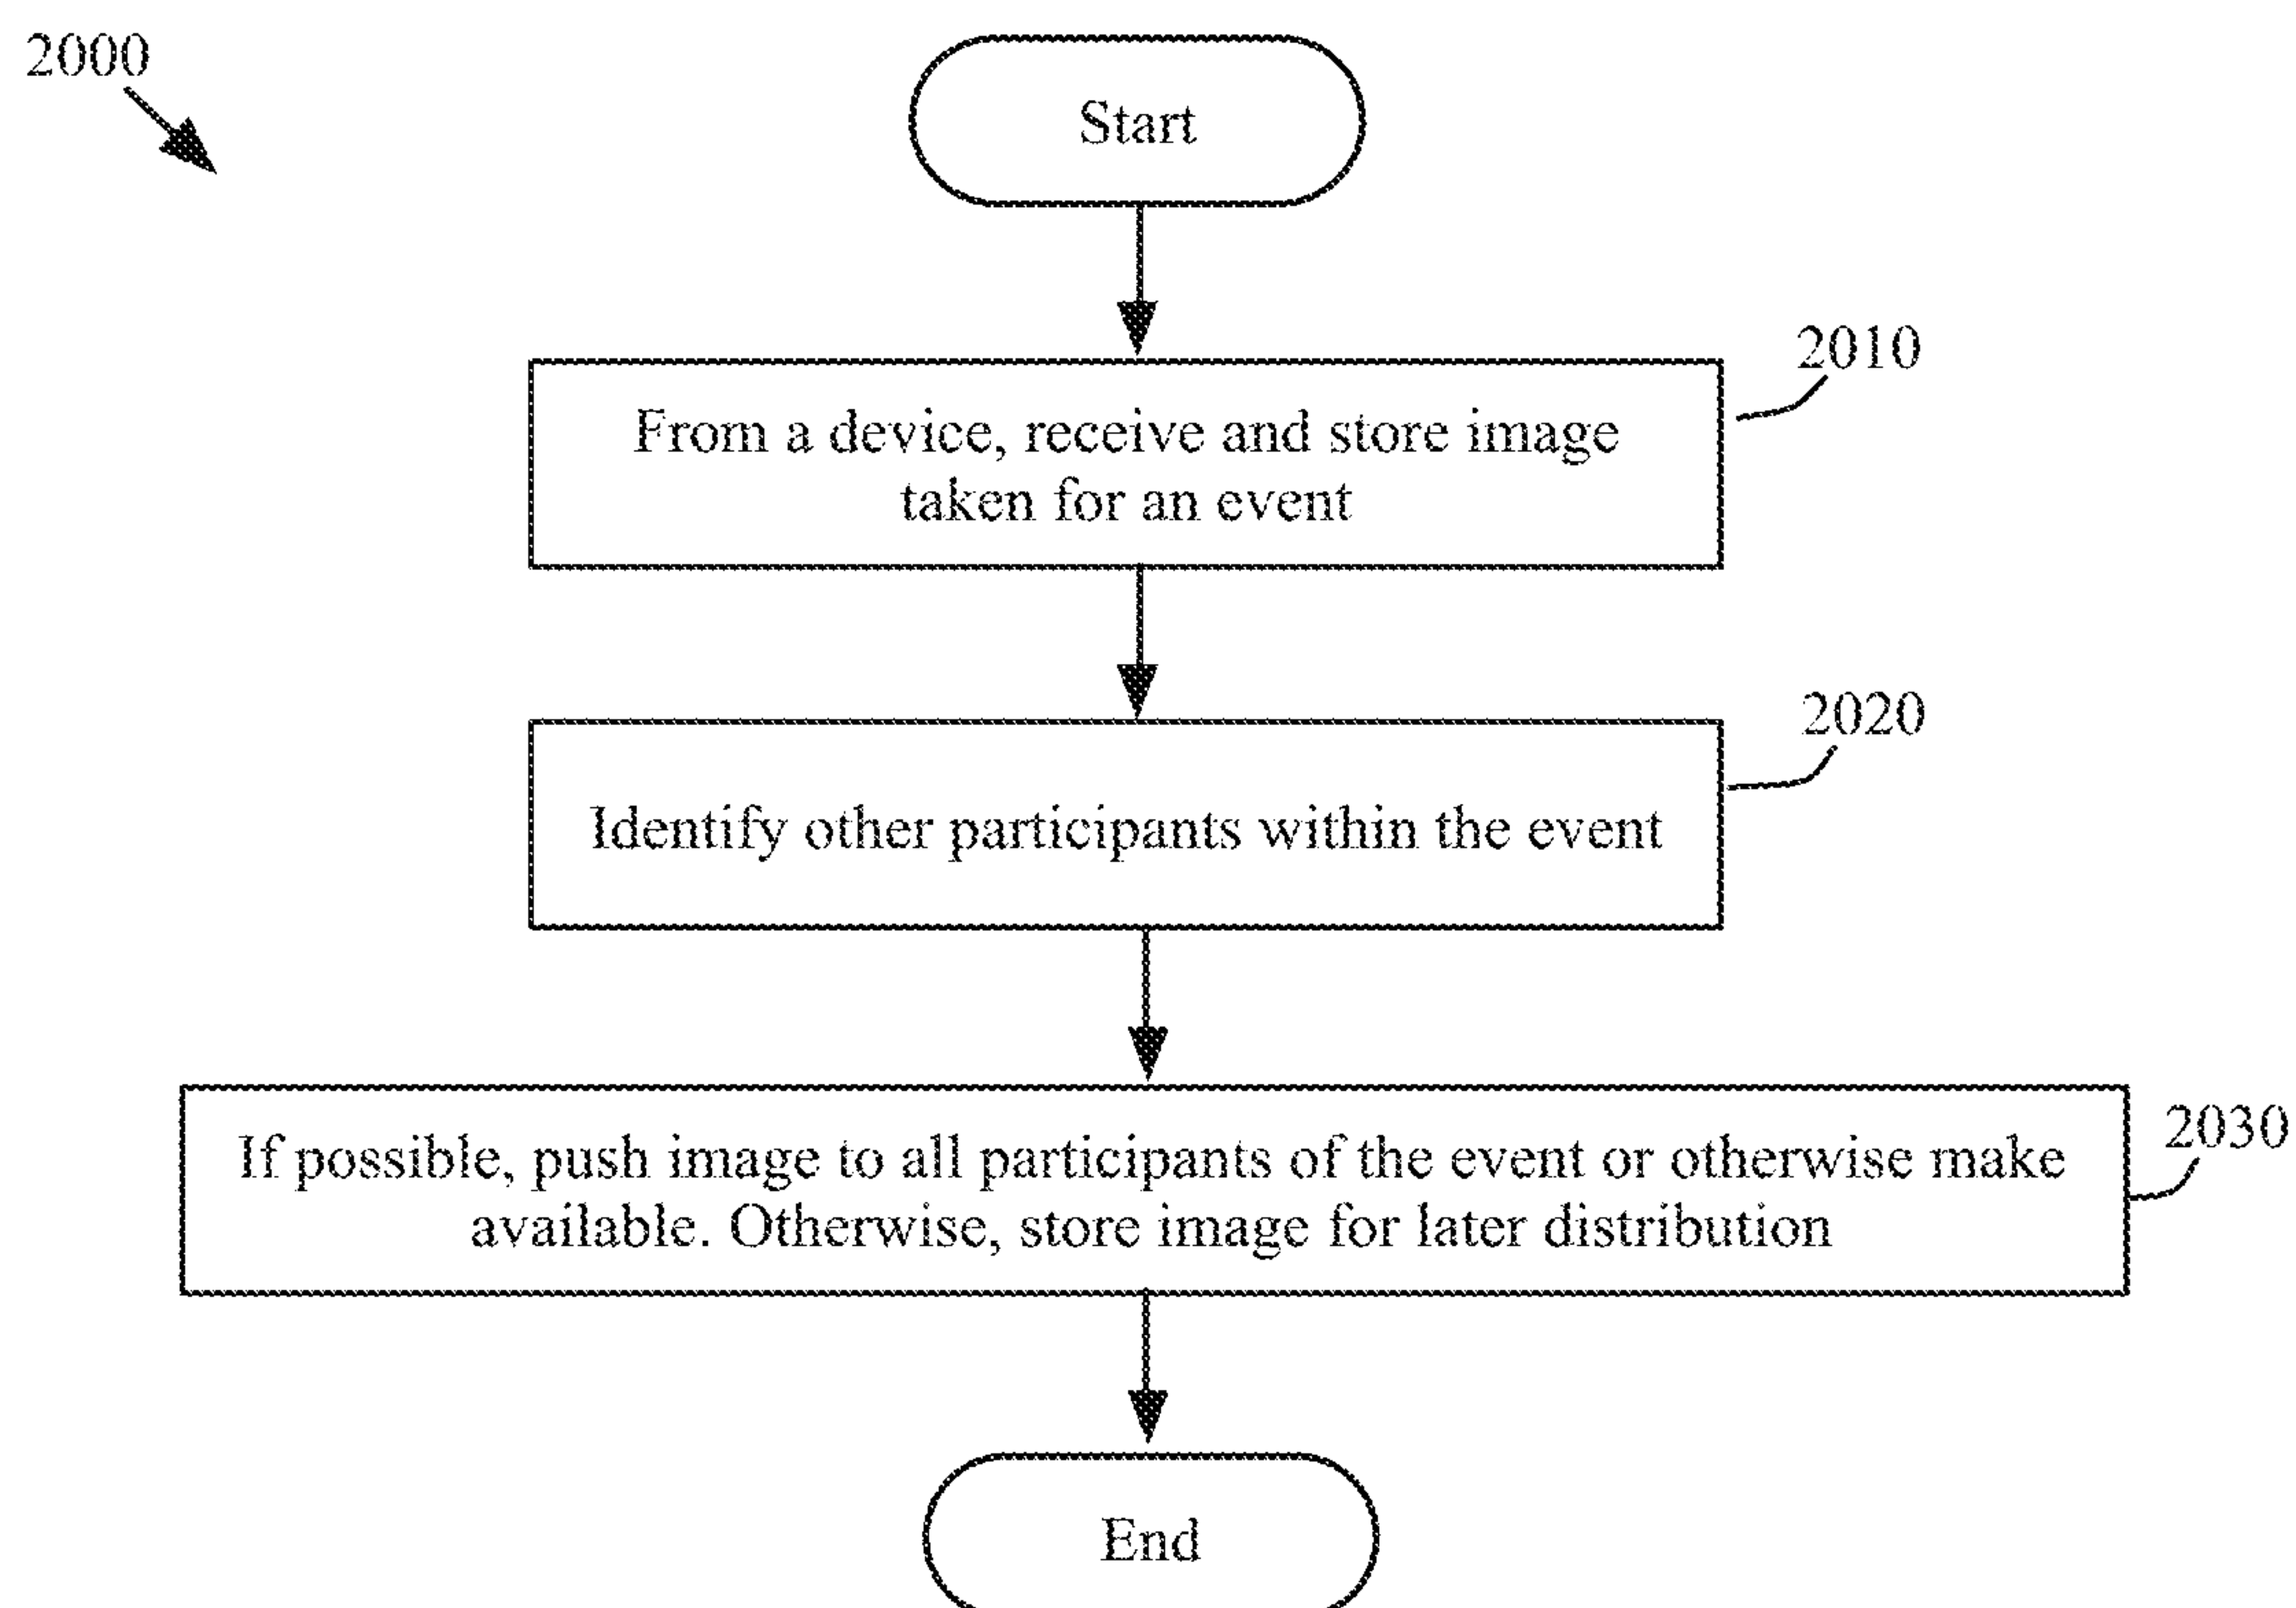 2000
Start
2010
From a device, receive and store image
taken for an event
2020
Identify other participants within the event
2030
If possible, push image to all participants of the event or otherwise make
available. Otherwise, store image for later distribution
End